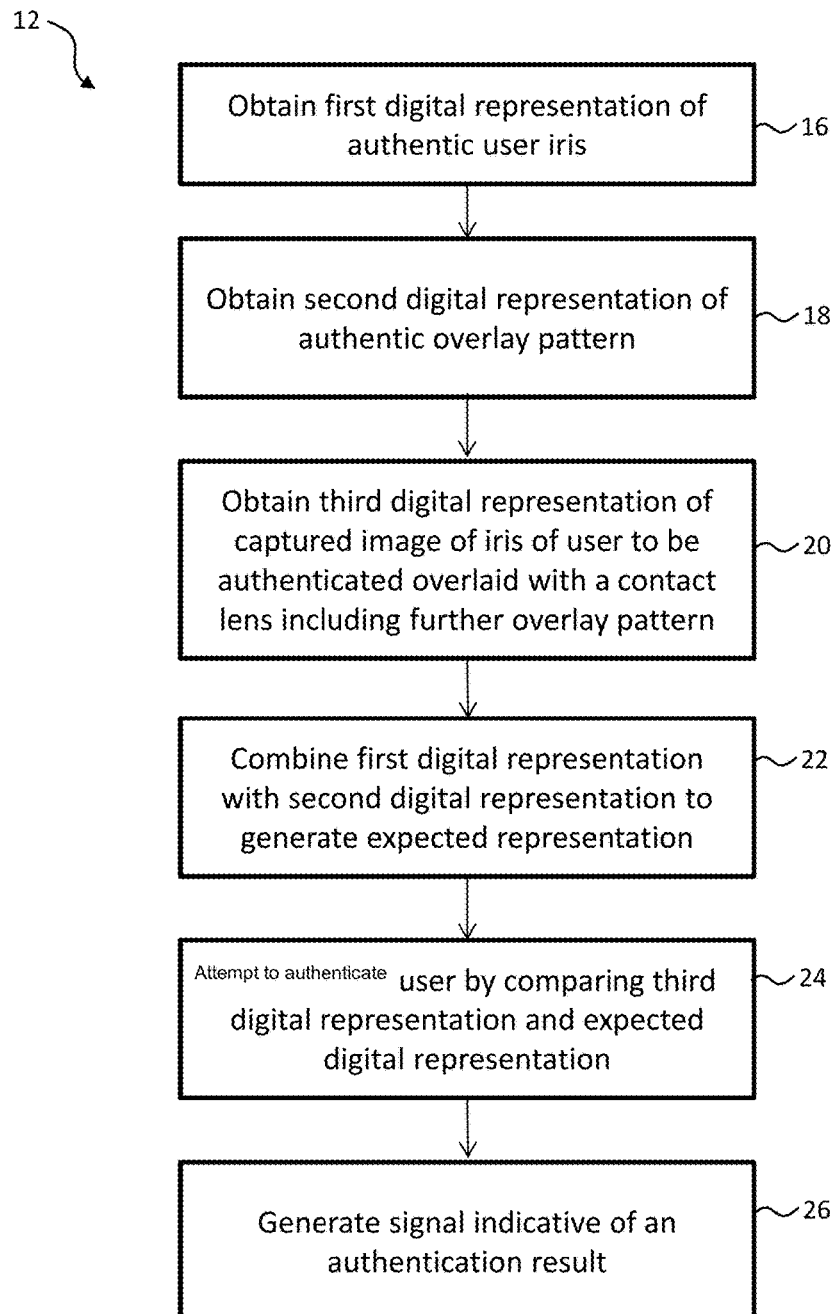 12
Obtain first digital representation of
authentic user iris
16
Obtain second digital representation of
authentic overlay pattern
18
Obtain third digital representation of
captured image of iris of user to be
authenticated overlaid with a contact
lens including further overlay pattern
20
Combine first digital representation
with second digital representation to
generate expected representation
22
Attempt to authenticate user by comparing third
digital representation and expected
digital representation
24
Generate signal indicative of an
authentication result
26